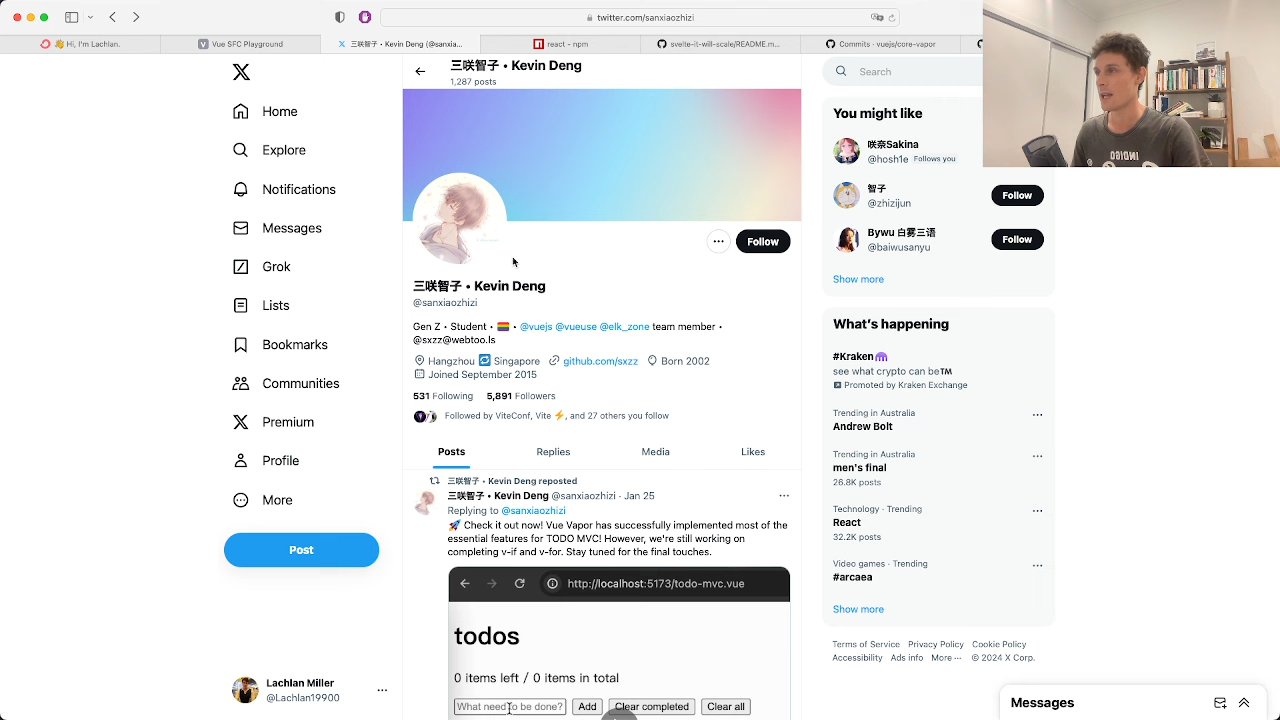 twitter.com/sanxiaozhizi
👋 Hi, I'm Lachlan.
Vue SFC Playground
三咲智子 • Kevin Deng (@sanxia...
react - npm
svelte-it-will-scale/README.m...
Commits · vuejs/core-vapor
三咲智子 • Kevin Deng
1,287 posts
Search
Home
Explore
Notifications
Messages
Grok
Lists
Bookmarks
Communities
Premium
Profile
More
Post
Lachlan Miller
@Lachlan19900
Follow
三咲智子 • Kevin Deng
@sanxiaozhizi
Gen Z • Student • 🏳️‍🌈 • @vuejs @vueuse @elk_zone team member •
@sxzz@webtoo.ls
Hangzhou 🔁 Singapore github.com/sxzz Born 2002
Joined September 2015
531 Following 5,891 Followers
Followed by ViteConf, Vite ⚡, and 27 others you follow
Posts Replies Media Likes
三咲智子 • Kevin Deng reposted
三咲智子 • Kevin Deng @sanxiaozhizi · Jan 25
Replying to @sanxiaozhizi
🚀 Check it out now! Vue Vapor has successfully implemented most of the
essential features for TODO MVC! However, we're still working on
completing v-if and v-for. Stay tuned for the final touches.
http://localhost:5173/todo-mvc.vue
todos
0 items left / 0 items in total
What need to be done? Add Clear completed Clear all
You might like
咲奈Sakina
@hosh1e Follows you
智子
@zhizijun
Follow
Bywu 白雾三语
@baiwusanyu
Follow
Show more
What's happening
#Kraken
see what crypto can be™
Promoted by Kraken Exchange
Trending in Australia
Andrew Bolt
Trending in Australia
men's final
26.8K posts
Technology · Trending
React
32.2K posts
Video games · Trending
#arcaea
Show more
Terms of Service Privacy Policy Cookie Policy
Accessibility Ads info More ··· © 2024 X Corp.
Messages